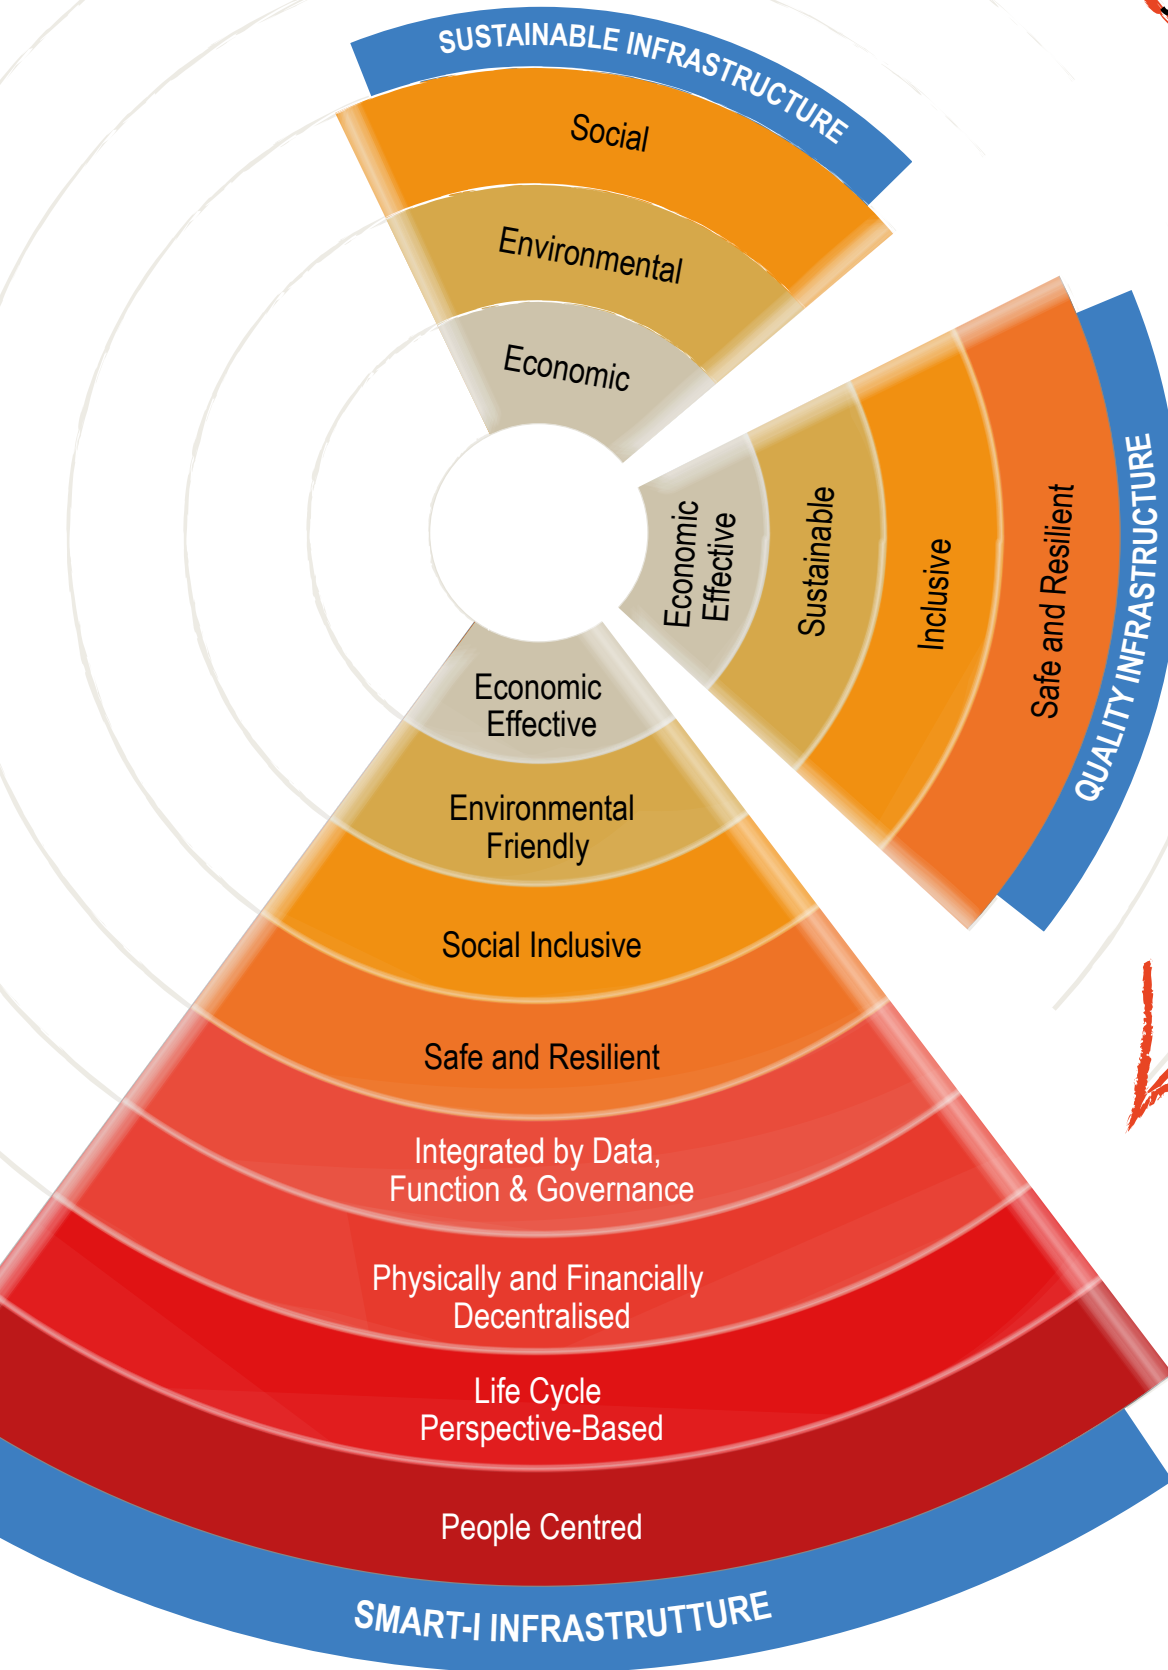 SUSTAINABLE INFRASTRUCTURE
Social
Environmental
Economic
QUALITY INFRASTRUCTURE
Economic
Effective
Sustainable
Inclusive
Safe and Resilient
Economic
Effective
Environmental
Friendly
Social Inclusive
Safe and Resilient
Integrated by Data,
Function & Governance
Physically and Financially
Decentralised
Life Cycle
Perspective-Based
People Centred
SMART-I INFRASTRUTTURE